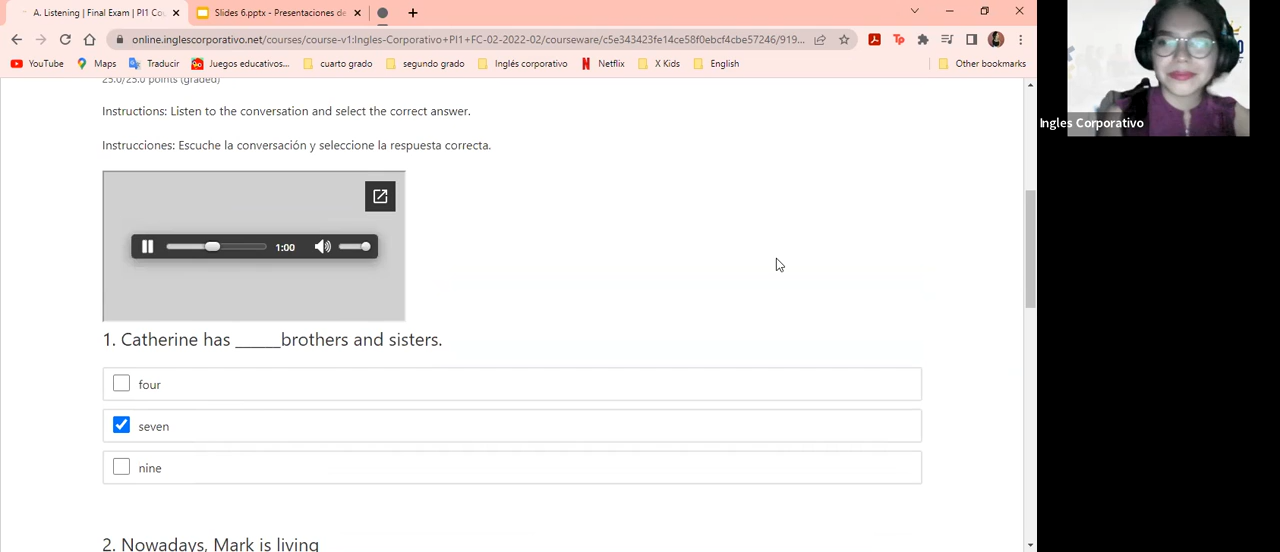 A. Listening | Final Exam | PI1 Co
Slides 6.pptx - Presentaciones de
online.inglescorporativo.net/courses/course-v1:Ingles-Corporativo+PI1+FC-02-2022-02/courseware/c5e343423fe14ce58f0ebcf4cbe57246/919...
YouTube
Maps
Traducir
Juegos educativos...
cuarto grado
segundo grado
Inglés corporativo
Netflix
X Kids
English
Other bookmarks
25.0/25.0 points (graded)
Instructions: Listen to the conversation and select the correct answer.
Instrucciones: Escuche la conversación y seleccione la respuesta correcta.
1:00
1. Catherine has _____brothers and sisters.
four
seven
nine
2. Nowadays, Mark is living
Ingles Corporativo